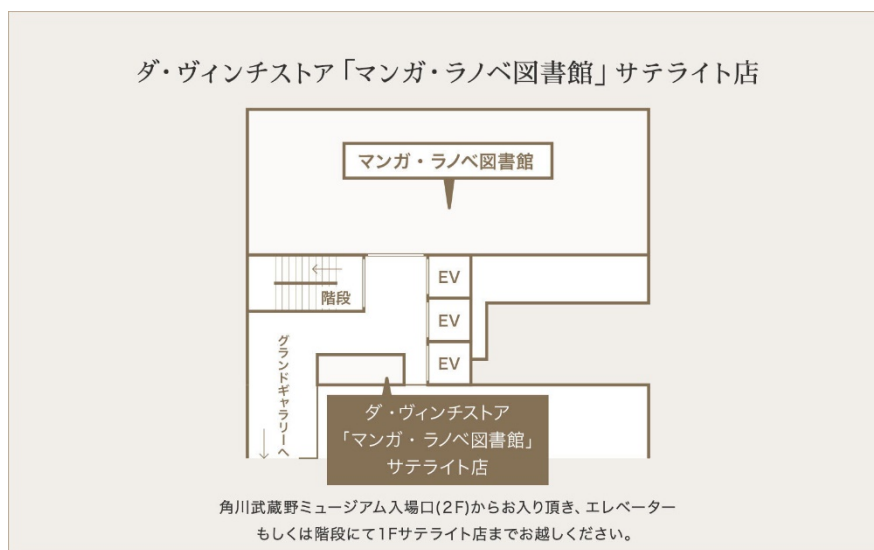 ダ・ヴィンチストア「マンガ・ラノベ図書館」サテライト店
マンガ・ラノベ図書館
EV
階段
EV
EV
グランドギャラリーへ
ダ・ヴィンチストア
「マンガ・ラノベ図書館」
サテライト店
角川武蔵野ミュージアム入場口(2F)からお入り頂き、エレベーター
もしくは階段にて1Fサテライト店までお越しください。